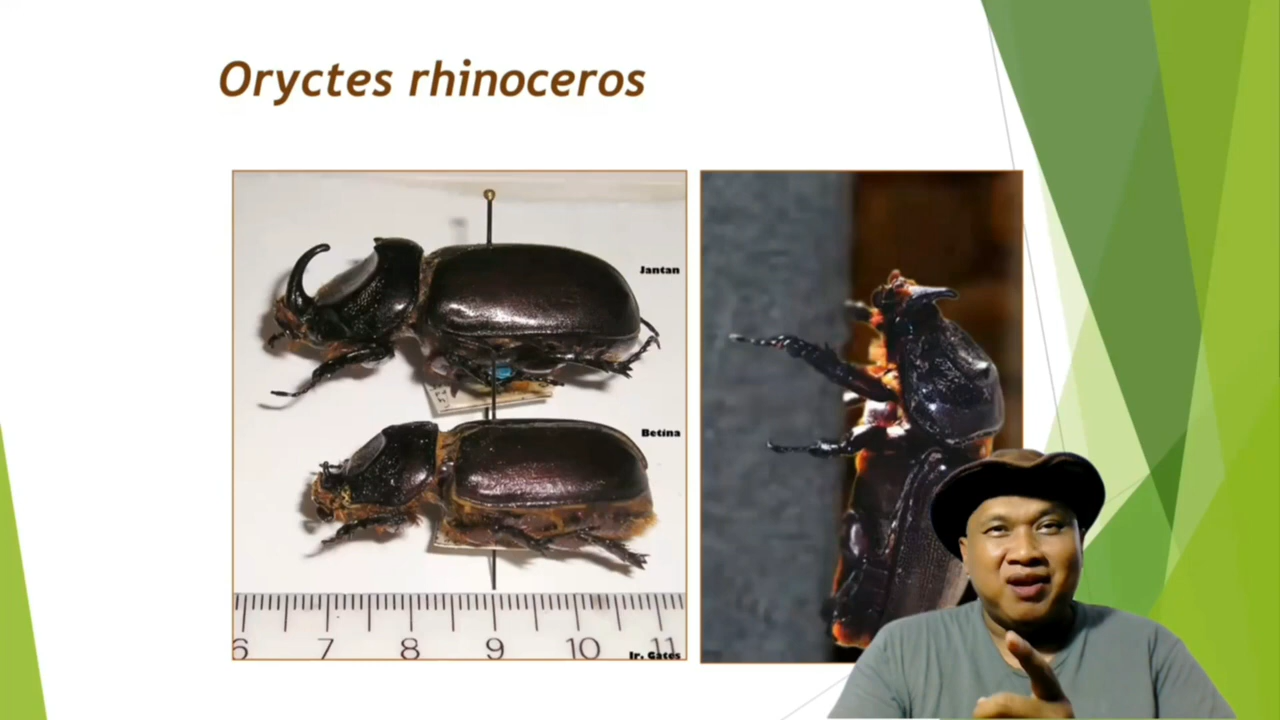 Oryctes rhinoceros
Jantan
Betina
6 7 8 9 10 11
Ir. Gates